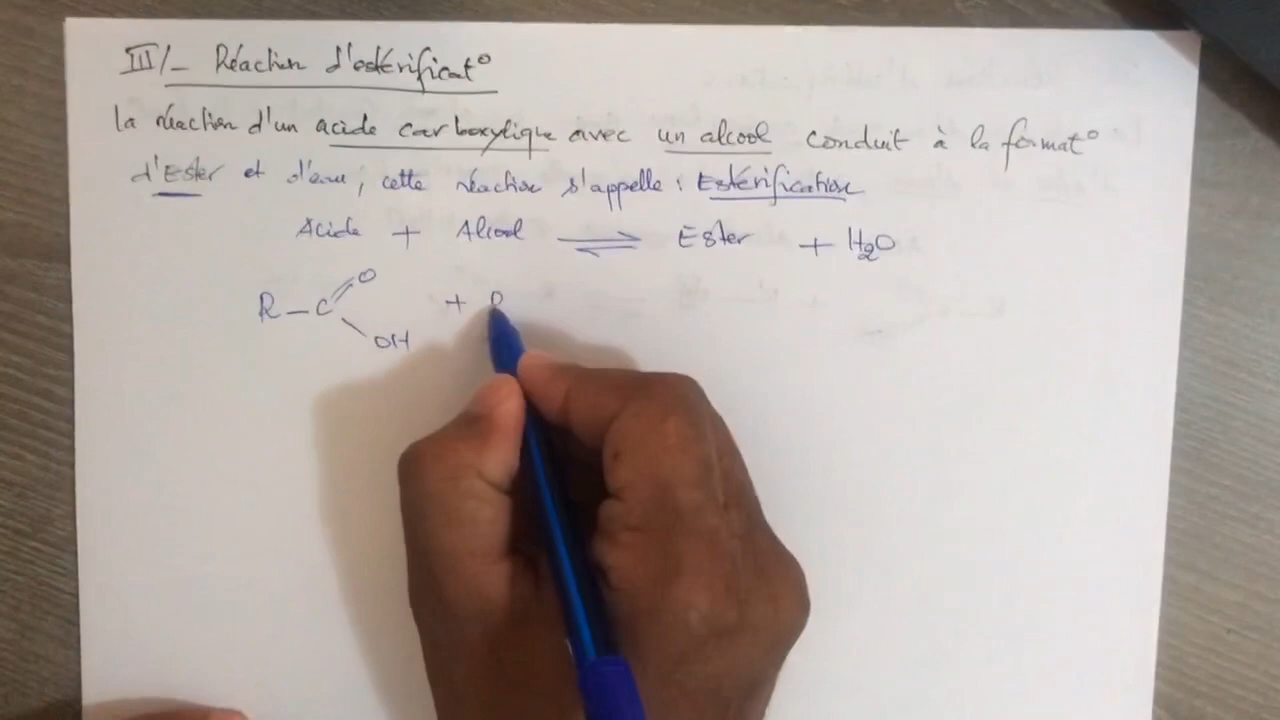 III/- Réaction d'estérificat°
la réaction d'un acide carboxylique avec un alcool conduit à la format°
d'Ester et d'eau, cette réaction s'appelle : Estérification
Acide + Alcool ⇌ Ester + H₂O
R-C=O OH + R